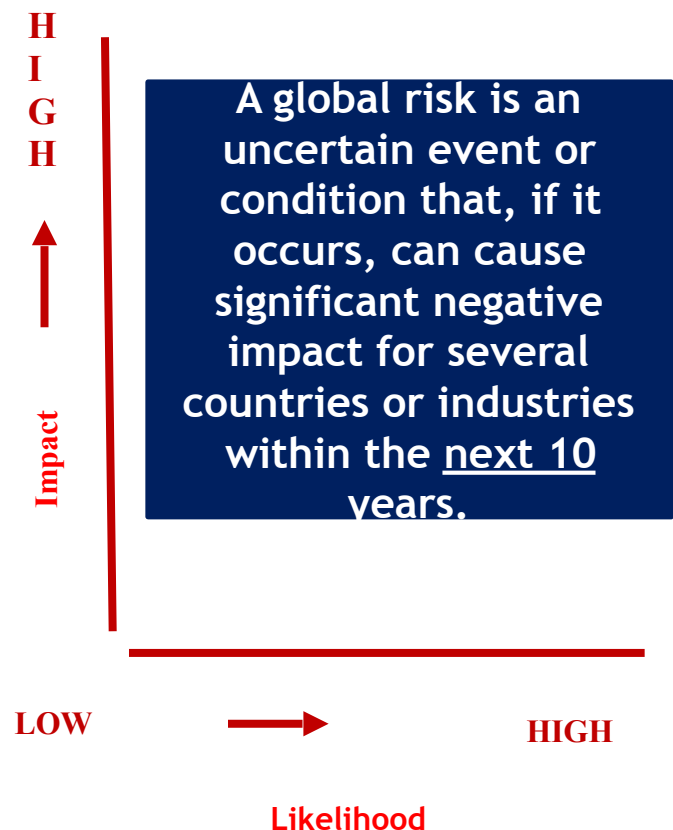 HIGH
A global risk is an
uncertain event or
condition that, if it
occurs, can cause
significant negative
impact for several
countries or industries
within the next 10
years.
Impact
LOW
HIGH
Likelihood